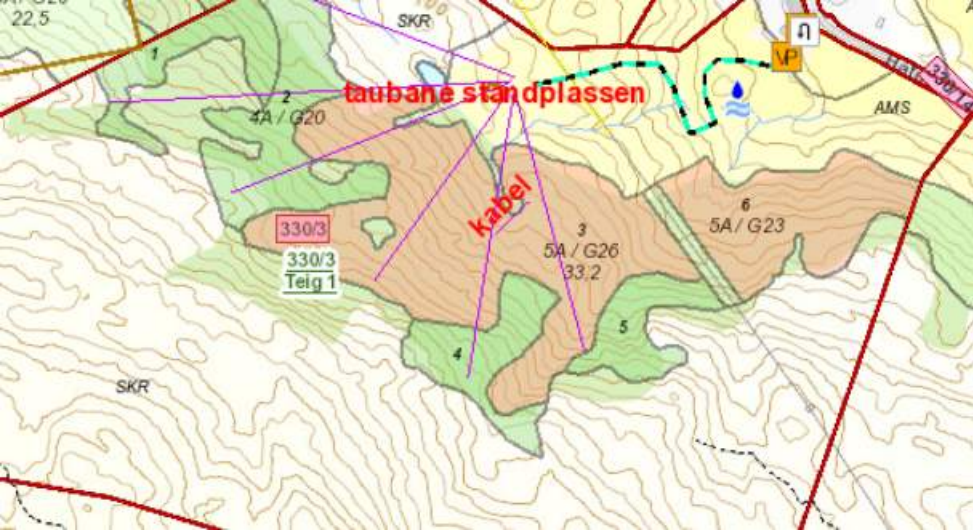 22,5
SKR
100
VP
1
taubane standplassen
2
4A / G20
AMS
kabel
6
5A / G23
330/3
3
5A / G26
33,2
330/3
Teig 1
5
4
SKR